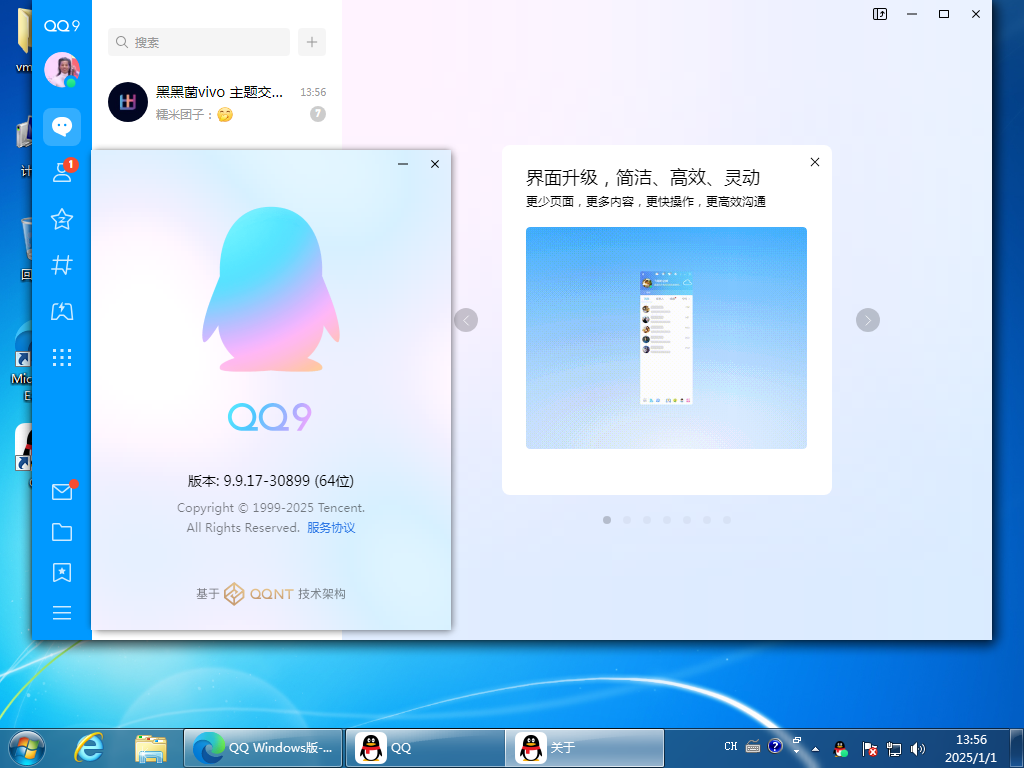 QQ9
搜索
黑黑菌vivo 主题交...
13:56
糯米团子：
7
1
界面升级，简洁、高效、灵动
更少页面，更多内容，更快操作，更高效沟通
QQ9
版本: 9.9.17-30899 (64位)
Copyright © 1999-2025 Tencent.
All Rights Reserved. 服务协议
基于 QQNT 技术架构
vm
计
回
Mic
E
QQ Windows版-...
QQ
关于
CH
13:56
2025/1/1